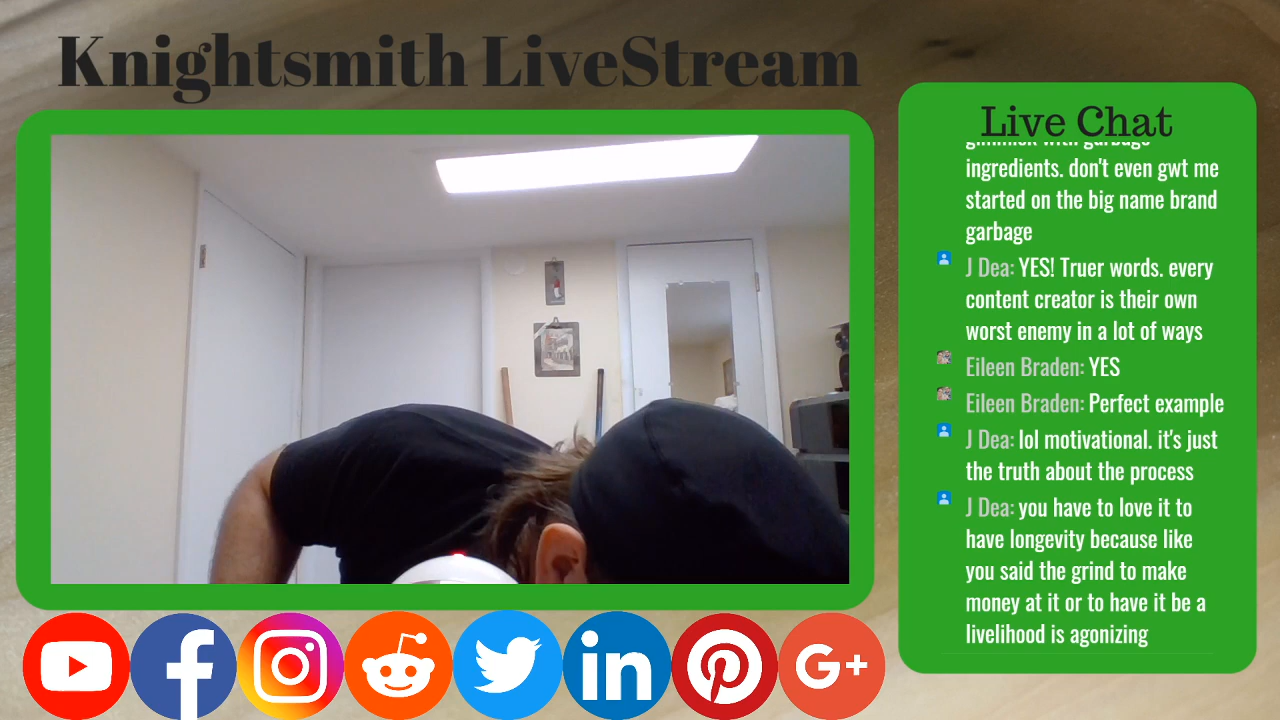 Knightsmith LiveStream
Live Chat
gimmick with garbage
ingredients. don't even gwt me
started on the big name brand
garbage
J Dea: YES! Truer words. every
content creator is their own
worst enemy in a lot of ways
Eileen Braden: YES
Eileen Braden: Perfect example
J Dea: lol motivational. it's just
the truth about the process
J Dea: you have to love it to
have longevity because like
you said the grind to make
money at it or to have it be a
livelihood is agonizing
f
in
G+